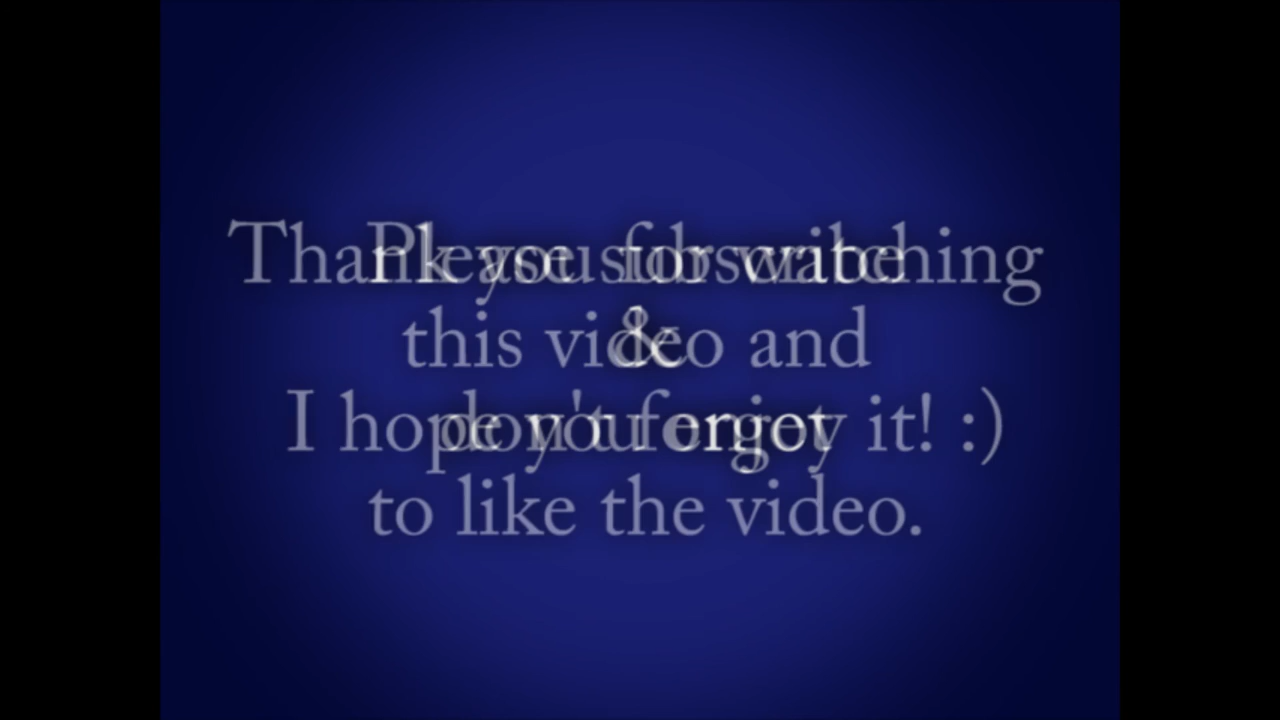 Thank you for watching
this video and
I hope you enjoy it! :)
Please subscribe
&
don't forget
to like the video.